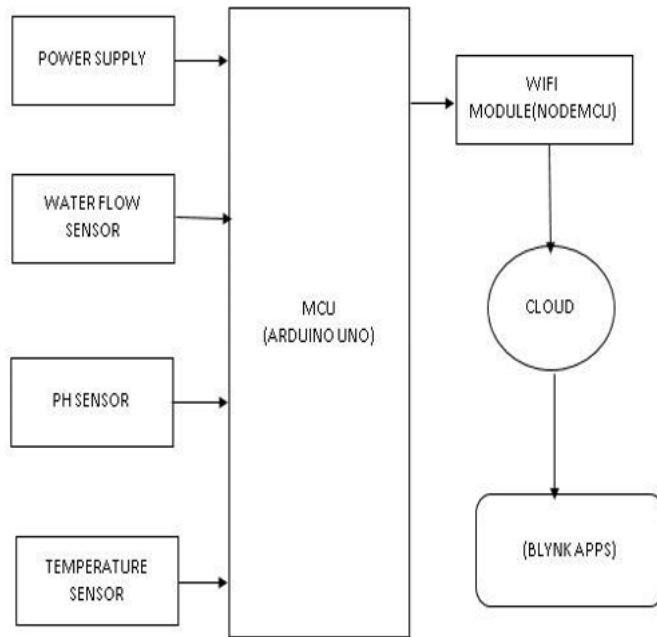 POWER SUPPLY
WATER FLOW
SENSOR
PH SENSOR
TEMPERATURE
SENSOR
MCU
(ARDUINO UNO)
WIFI
MODULE(NODEMCU)
CLOUD
(BLYNK APPS)